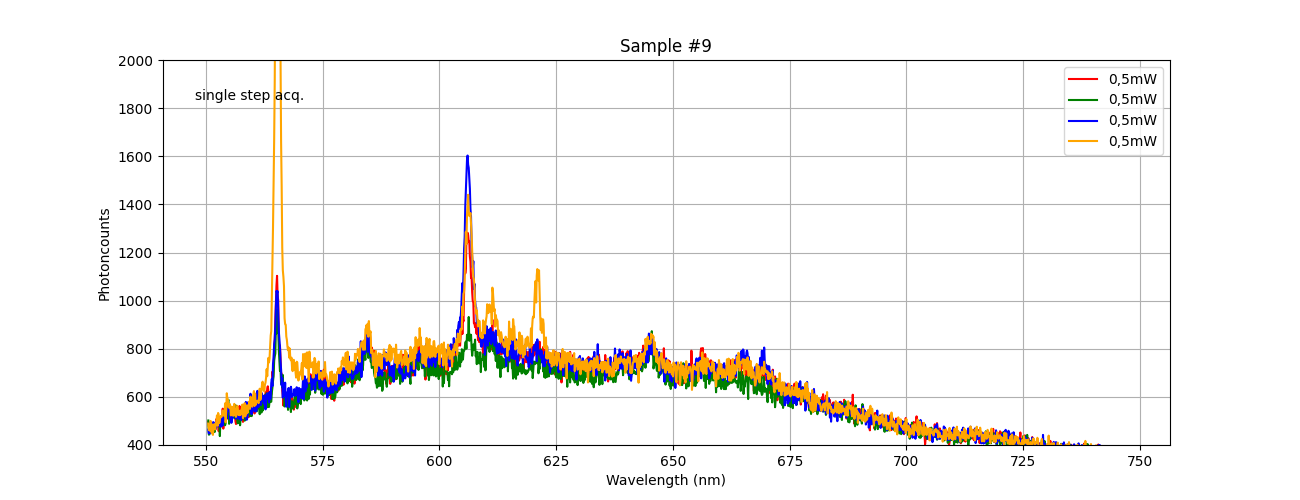 Sample #9
2000
1800
1600
1400
1200
1000
800
600
400
Photoncounts
single step acq.
0,5mW
0,5mW
0,5mW
0,5mW
550
575
600
625
650
675
700
725
750
Wavelength (nm)